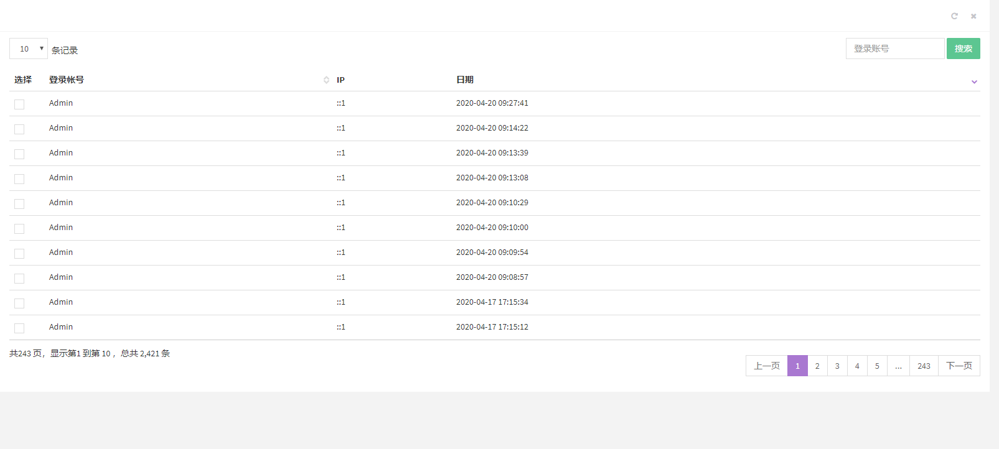 10 条记录 登录账号 搜索
选择 登录帐号 IP 日期
Admin ::1 2020-04-20 09:27:41
Admin ::1 2020-04-20 09:14:22
Admin ::1 2020-04-20 09:13:39
Admin ::1 2020-04-20 09:13:08
Admin ::1 2020-04-20 09:10:29
Admin ::1 2020-04-20 09:10:00
Admin ::1 2020-04-20 09:09:54
Admin ::1 2020-04-20 09:08:57
Admin ::1 2020-04-17 17:15:34
Admin ::1 2020-04-17 17:15:12
共243 页，显示第1 到第 10 ，总共 2,421 条
上一页 1 2 3 4 5 ... 243 下一页